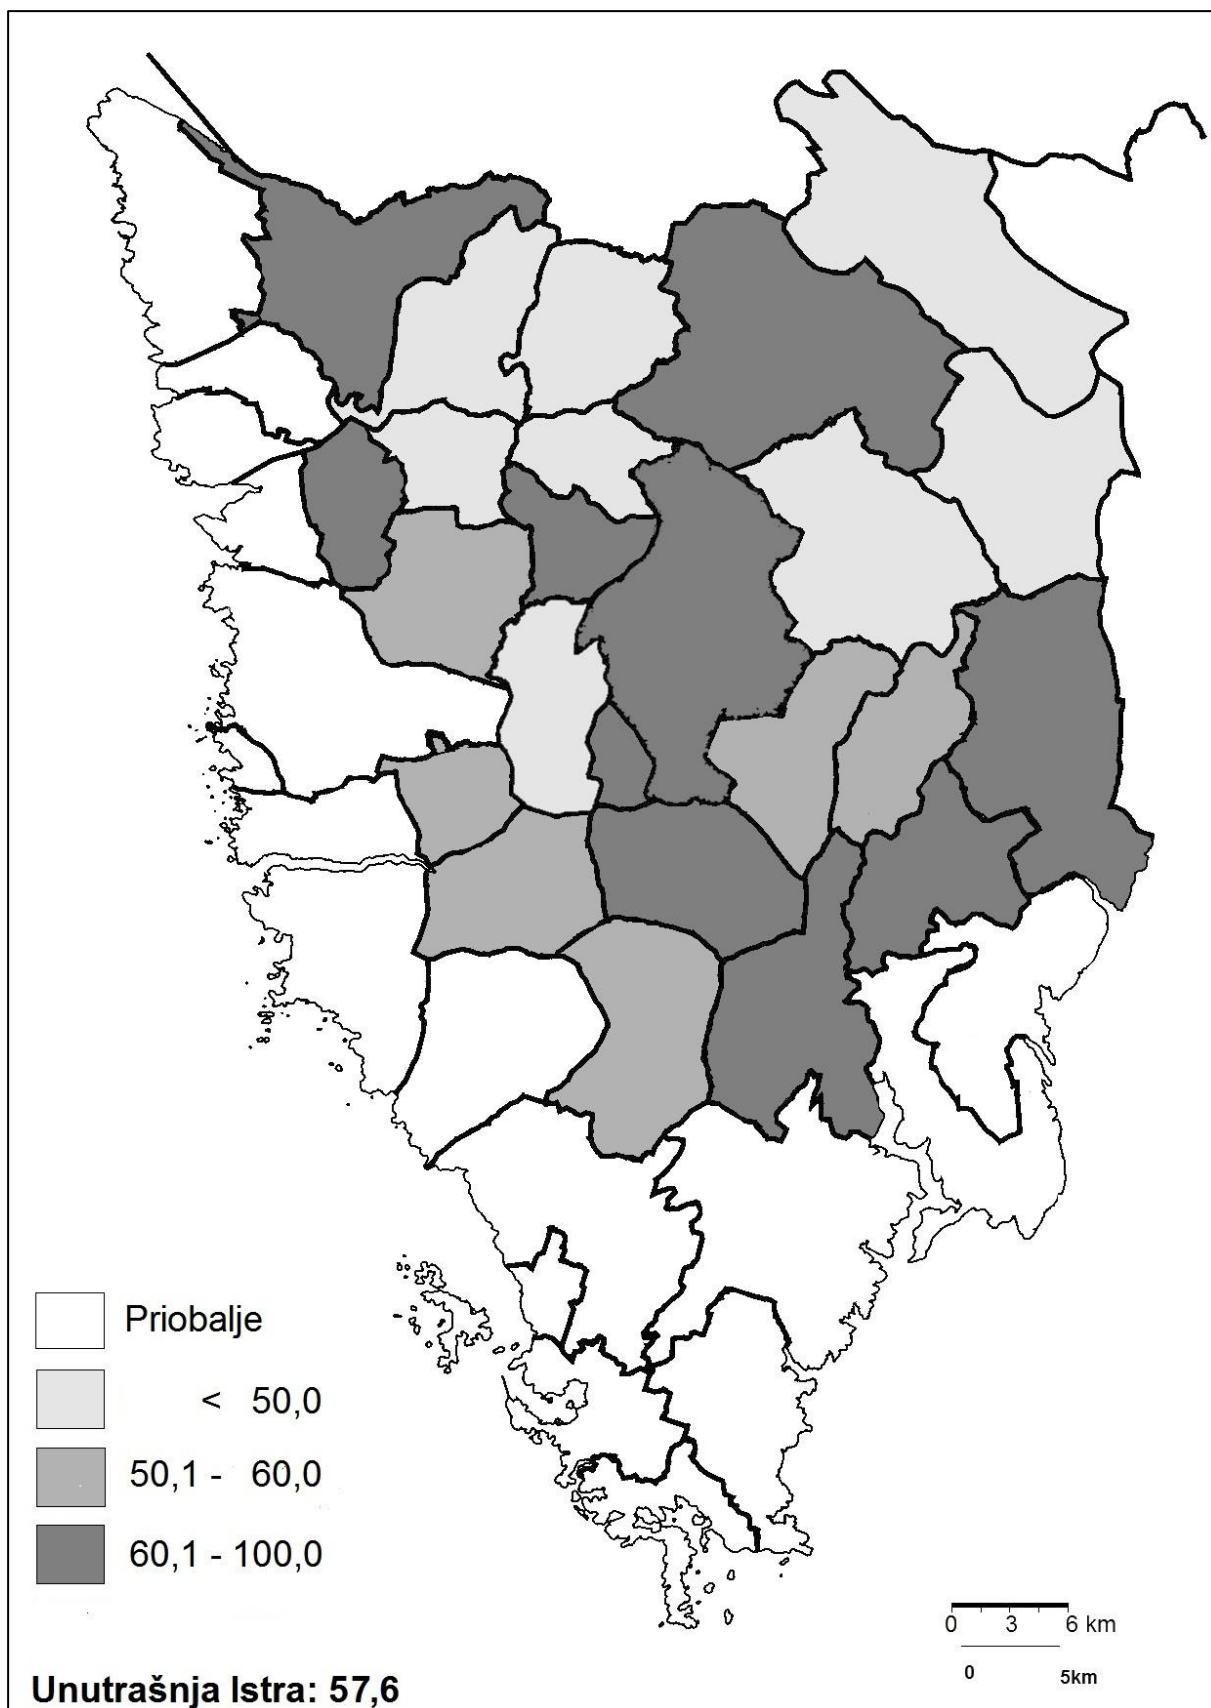 Priobalje
< 50,0
50,1 - 60,0
60,1 - 100,0
0 3 6 km
0 5km
Unutrašnja Istra: 57,6